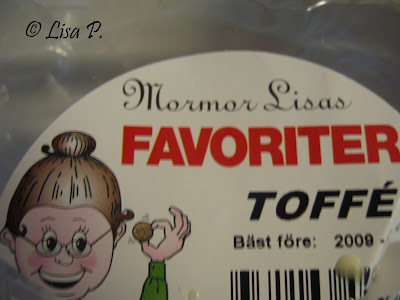 © Lisa P.
Mormor Lisas
FAVORITER
TOFFÉ
Bäst före: 2009 -